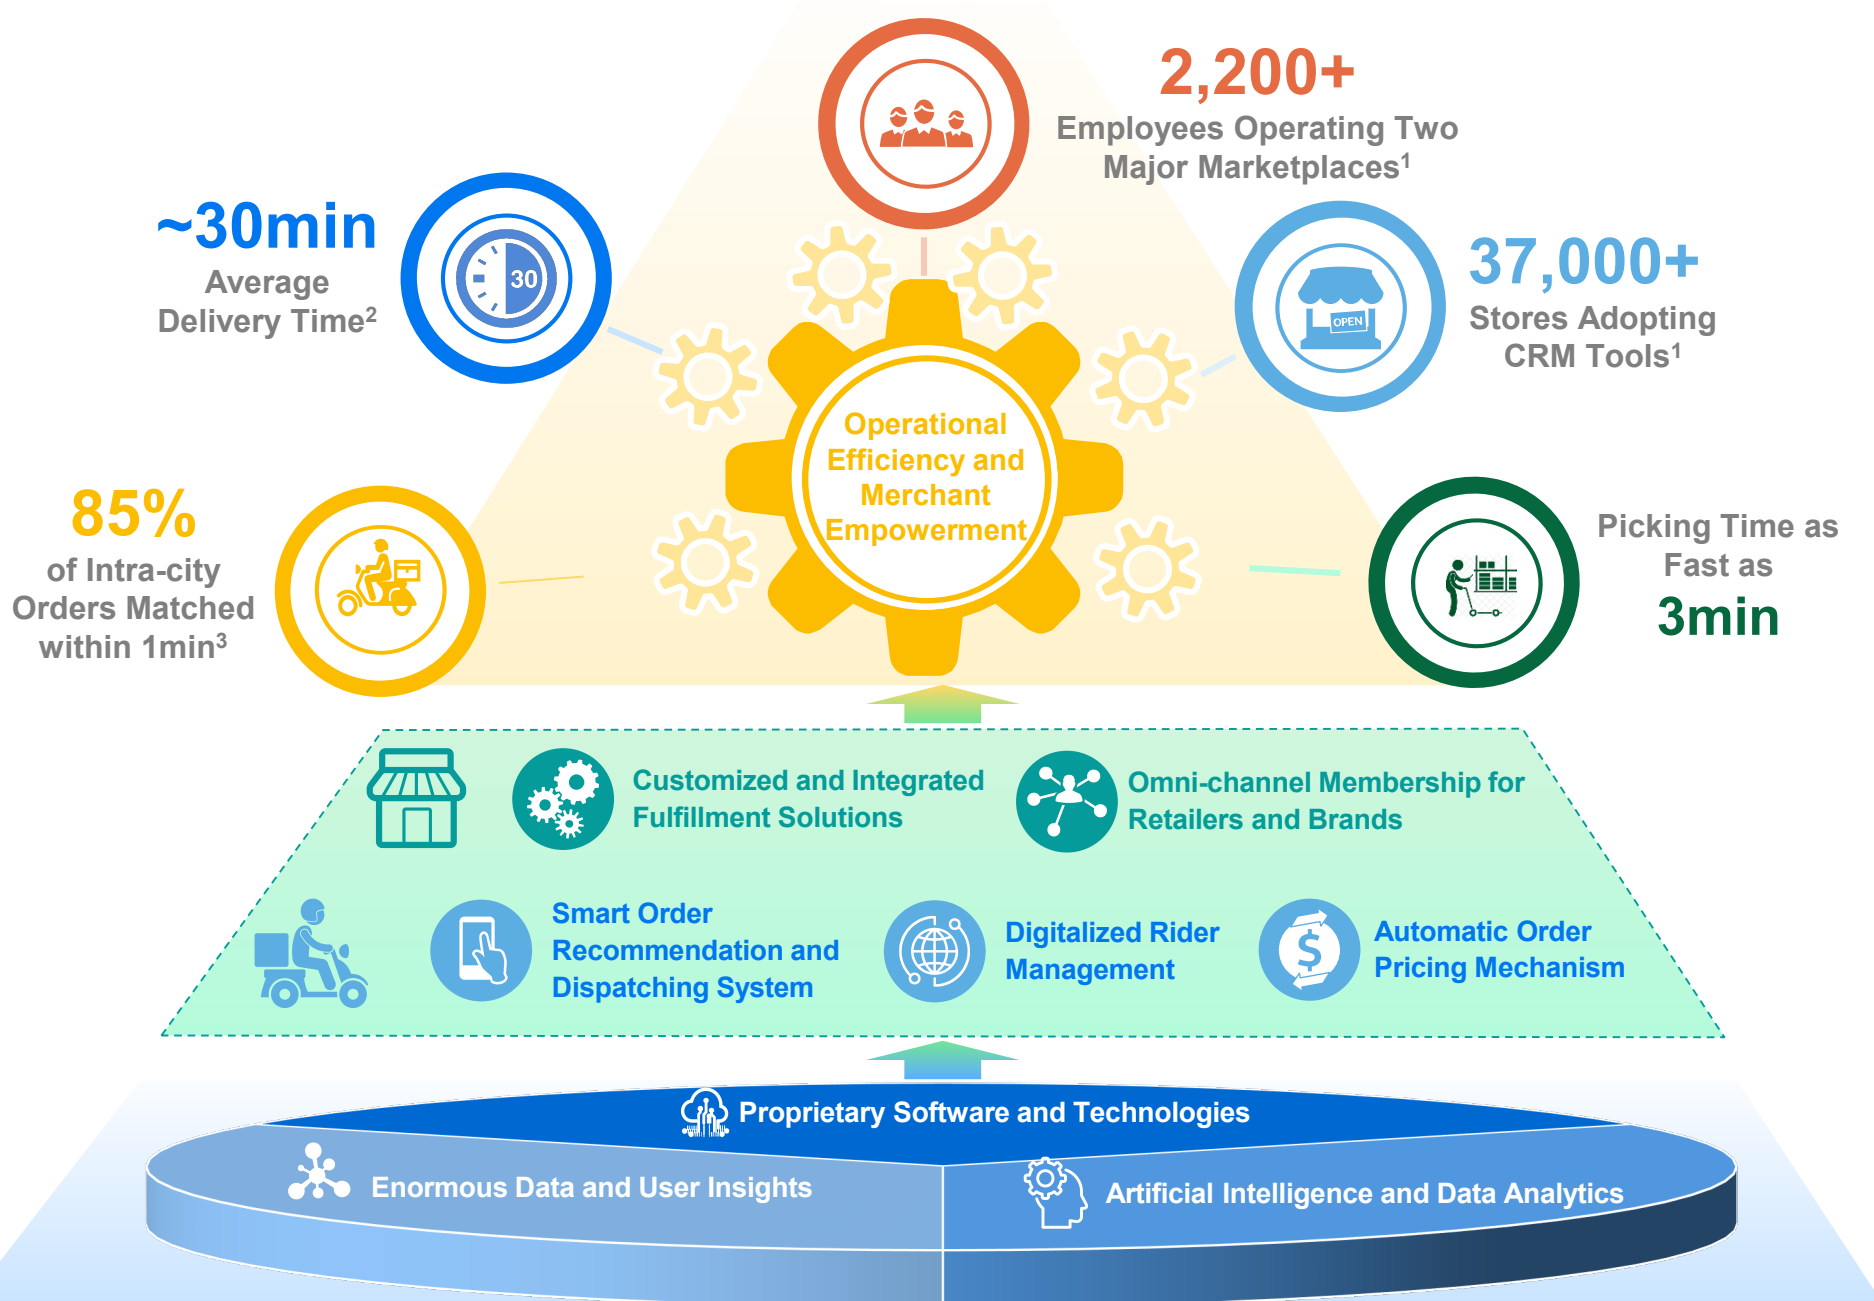 2,200+
Employees Operating Two
Major Marketplaces¹
~30min
Average
Delivery Time²
30
37,000+
Stores Adopting
CRM Tools¹
OPEN
Operational
Efficiency and
Merchant
Empowerment
85%
of Intra-city
Orders Matched
within 1min³
Picking Time as
Fast as
3min
Customized and Integrated
Fulfillment Solutions
Omni-channel Membership for
Retailers and Brands
Smart Order
Recommendation and
Dispatching System
Digitalized Rider
Management
$
Automatic Order
Pricing Mechanism
Proprietary Software and Technologies
Enormous Data and User Insights
Artificial Intelligence and Data Analytics